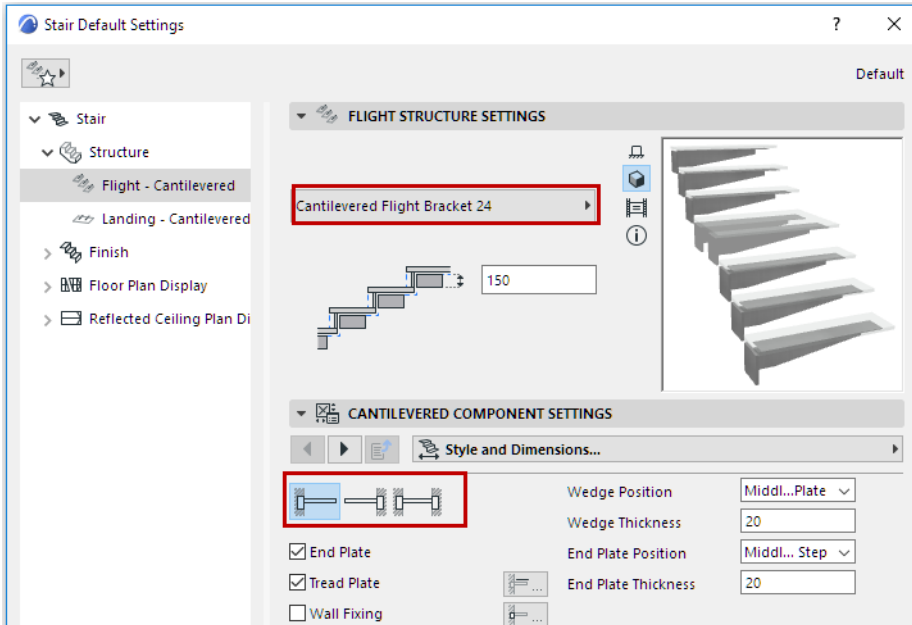 Stair Default Settings
?
Default
Stair
Structure
Flight - Cantilevered
Landing - Cantilevered
Finish
Floor Plan Display
Reflected Ceiling Plan Di
FLIGHT STRUCTURE SETTINGS
Cantilevered Flight Bracket 24
150
CANTILEVERED COMPONENT SETTINGS
Style and Dimensions...
End Plate
Tread Plate
...
Wall Fixing
...
Wedge Position
Middl...Plate
Wedge Thickness
20
End Plate Position
Middl... Step
End Plate Thickness
20